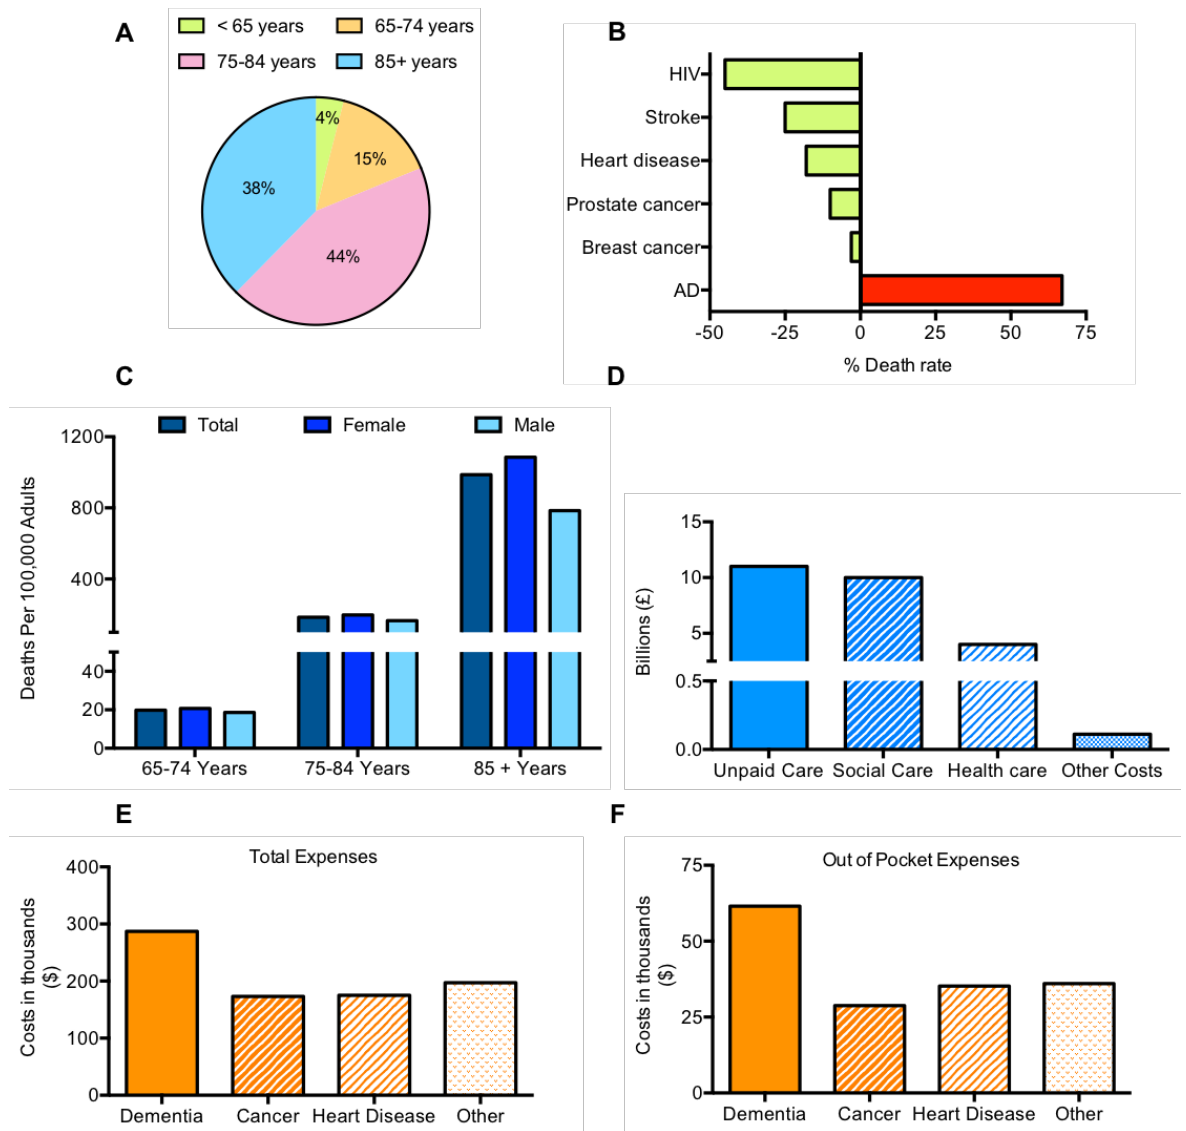 A
< 65 years
65-74 years
75-84 years
85+ years
4%
15%
38%
44%
B
HIV
Stroke
Heart disease
Prostate cancer
Breast cancer
AD
-50 -25 0 25 50 75
% Death rate
C
Total Female Male
Deaths Per 100,000 Adults
1200
800
400
40
20
0
65-74 Years 75-84 Years 85 + Years
D
Billions (£)
15
10
5
0.5
0.0
Unpaid Care Social Care Health care Other Costs
E
Total Expenses
Costs in thousands
($)
400
300
200
100
0
Dementia Cancer Heart Disease Other
F
Out of Pocket Expenses
Costs in thousands
($)
75
50
25
0
Dementia Cancer Heart Disease Other